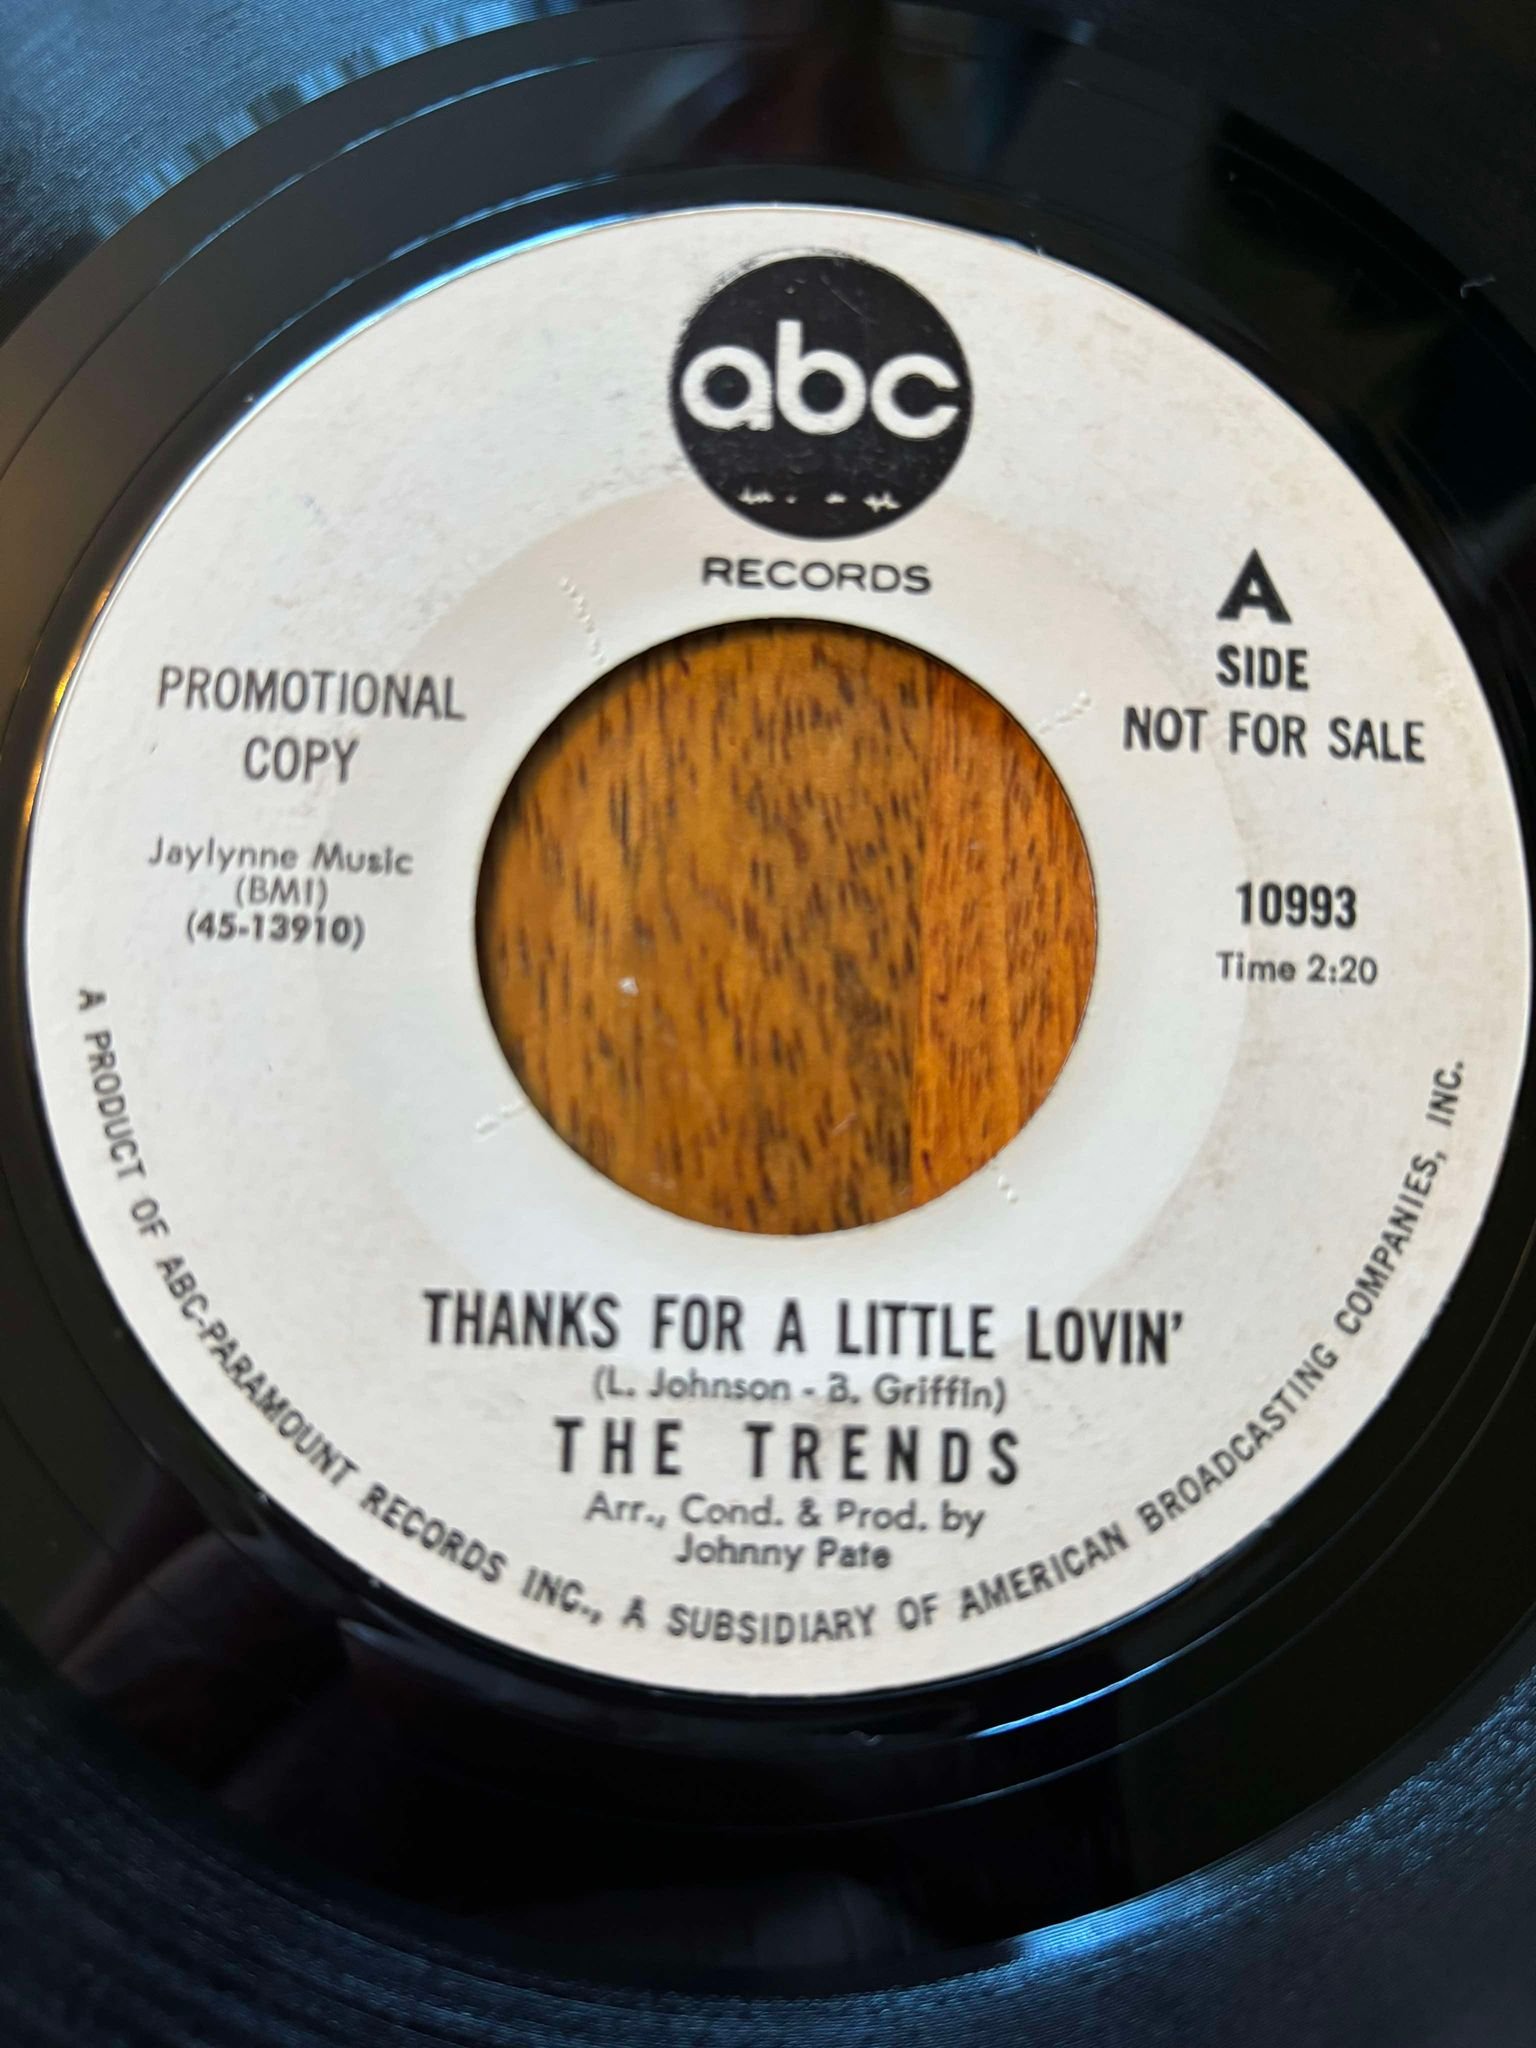 abc
RECORDS
A
SIDE
NOT FOR SALE
PROMOTIONAL
COPY
Jaylynne Music
(BMI)
(45-13910)
10993
Time 2:20
THANKS FOR A LITTLE LOVIN'
(L. Johnson - B. Griffin)
THE TRENDS
Arr., Cond. & Prod. by
Johnny Pate
A PRODUCT OF ABC-PARAMOUNT RECORDS INC., A SUBSIDIARY OF AMERICAN BROADCASTING COMPANIES, INC.